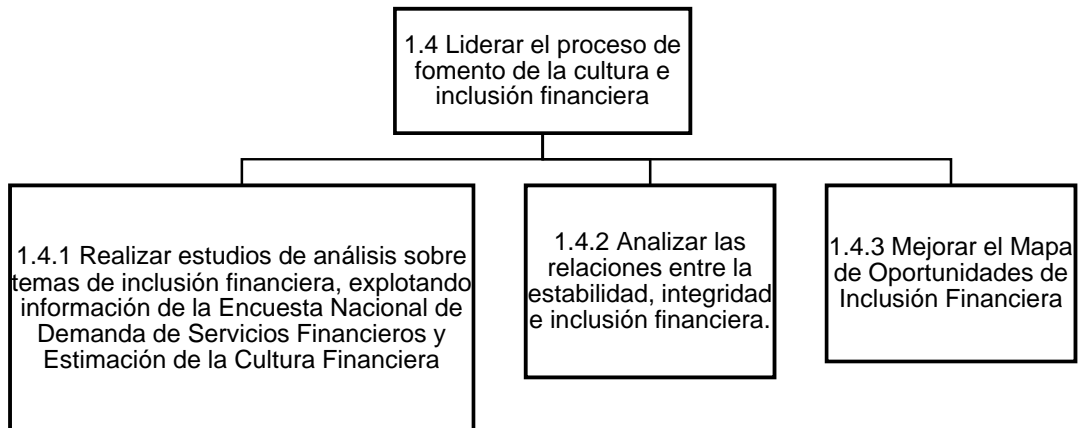 1.4 Liderar el proceso de
fomento de la cultura e
inclusión financiera
1.4.1 Realizar estudios de análisis sobre
temas de inclusión financiera, explotando
información de la Encuesta Nacional de
Demanda de Servicios Financieros y
Estimación de la Cultura Financiera
1.4.2 Analizar las
relaciones entre la
estabilidad, integridad
e inclusión financiera.
1.4.3 Mejorar el Mapa
de Oportunidades de
Inclusión Financiera